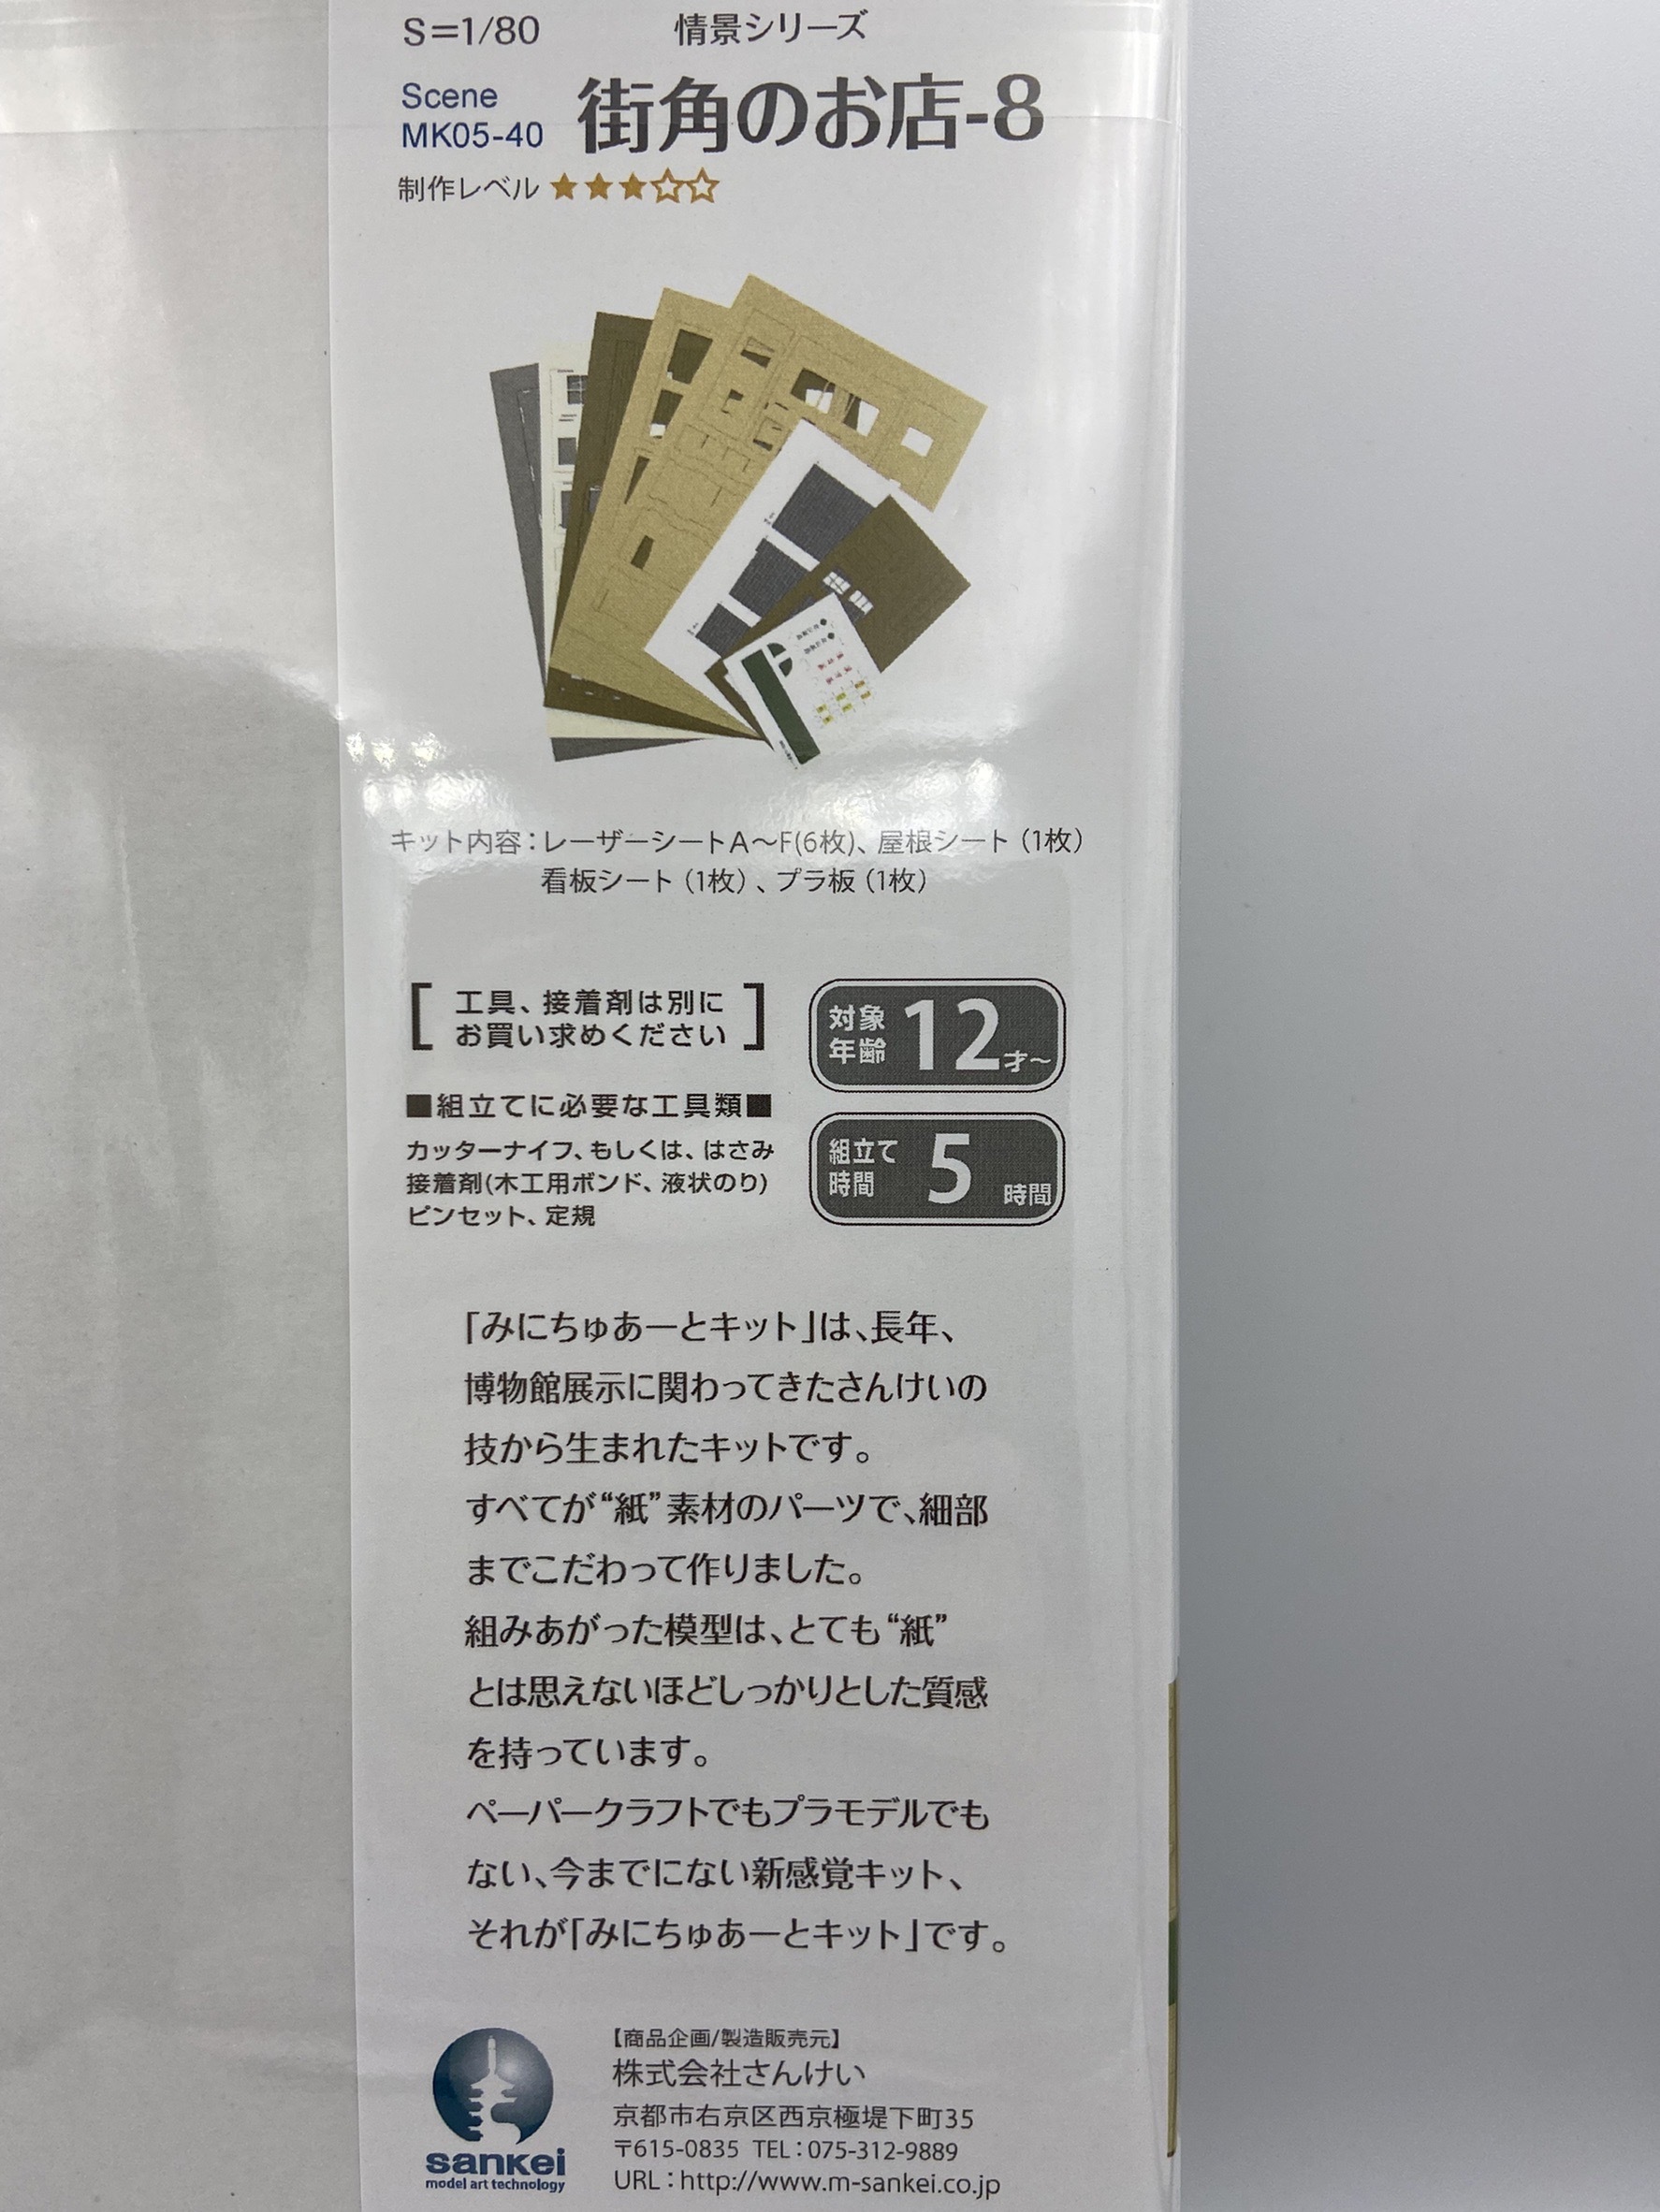 S=1/80 情景シリーズ
Scene
MK05-40 街角のお店-8
制作レベル ★★★☆☆
キット内容：レーザーシートA〜F(6枚)、屋根シート（1枚）
看板シート（1枚）、プラ板（1枚）
工具、接着剤は別に
お買い求めください
対象年齢 12才〜
■組立てに必要な工具類■
カッターナイフ、もしくは、はさみ
接着剤(木工用ボンド、液状のり)
ピンセット、定規
組立て時間 5時間
「みにちゅあーとキット」は、長年、
博物館展示に関わってきたさんけいの
技から生まれたキットです。
すべてが“紙”素材のパーツで、細部
までこだわって作りました。
組みあがった模型は、とても“紙”
とは思えないほどしっかりとした質感
を持っています。
ペーパークラフトでもプラモデルでも
ない、今までにない新感覚キット、
それが「みにちゅあーとキット」です。
【商品企画/製造販売元】
株式会社さんけい
京都市右京区西京極堤下町35
〒615-0835 TEL：075-312-9889
URL：http://www.m-sankei.co.jp
sankei
model art technology